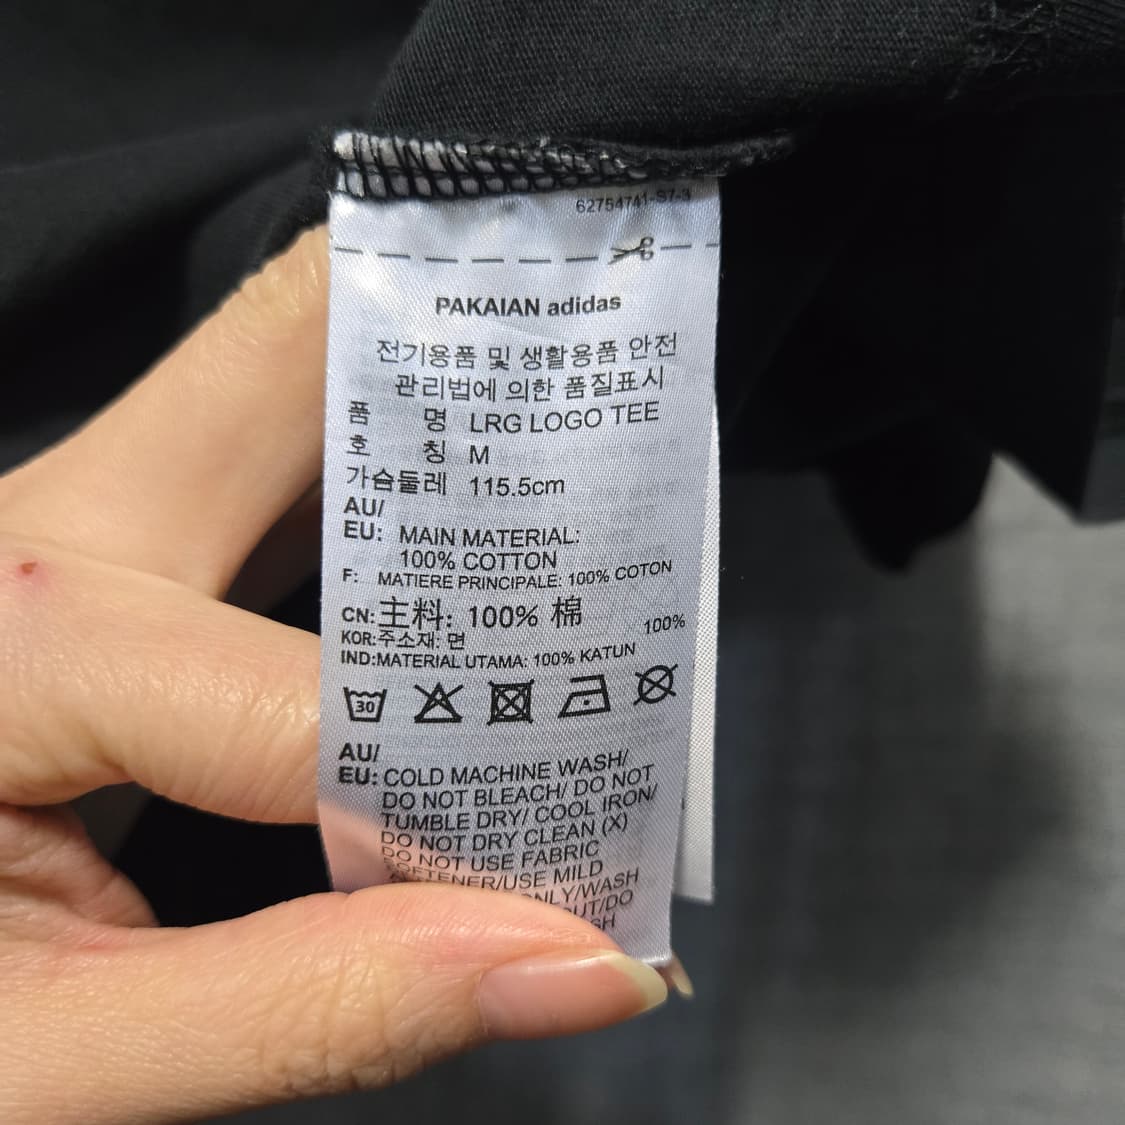 62754741-S7-3
PAKAIAN adidas
전기용품 및 생활용품 안전
관리법에 의한 품질표시
품 명 LRG LOGO TEE
호 칭 M
가슴둘레 115.5cm
AU/
EU: MAIN MATERIAL:
100% COTTON
F: MATIERE PRINCIPALE: 100% COTON
CN: 主料: 100% 棉
KOR: 주소재: 면 100%
IND: MATERIAL UTAMA: 100% KATUN
30
AU/
EU: COLD MACHINE WASH/
DO NOT BLEACH/ DO NOT
TUMBLE DRY/ COOL IRON/
DO NOT DRY CLEAN (X)
DO NOT USE FABRIC
SOFTENER/USE MILD
ONLY/WASH
OUT/DO